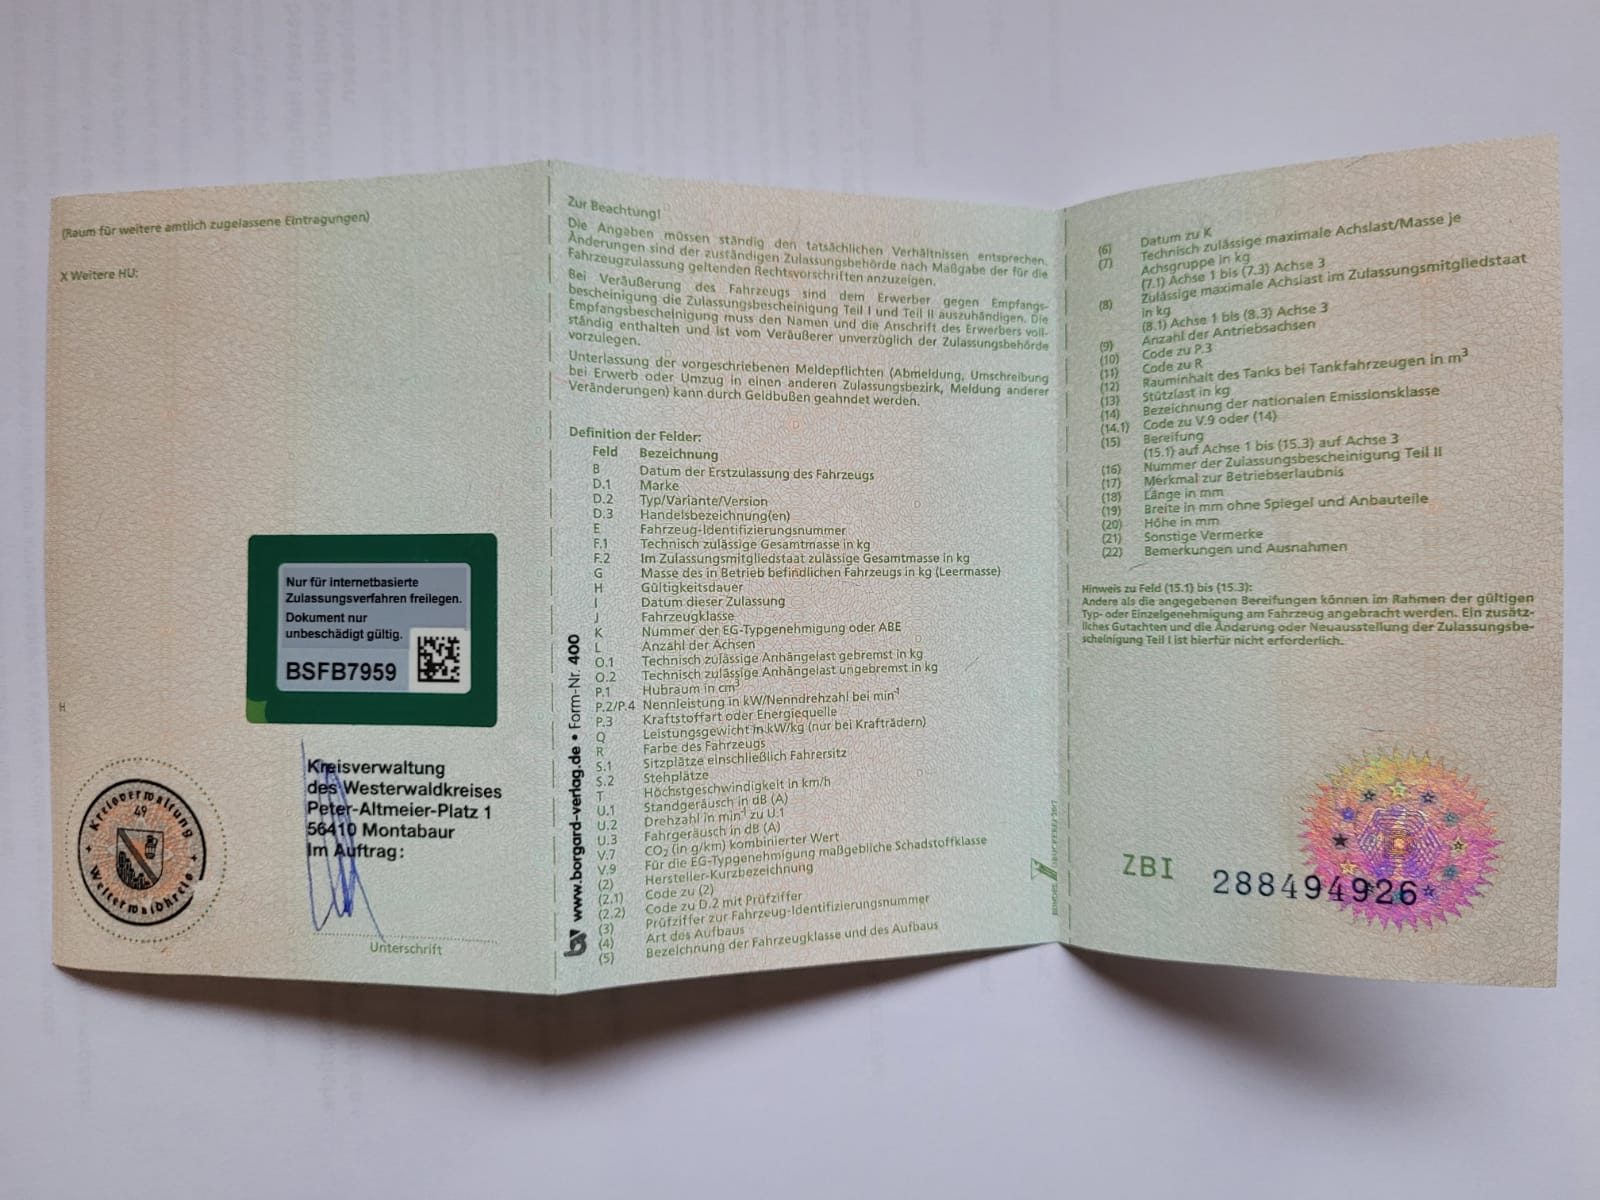 (Raum für weitere amtlich zugelassene Eintragungen)
X Weitere HU:
Nur für internetbasierte
Zulassungsverfahren freilegen.
Dokument nur
unbeschädigt gültig.
BSFB7959
H
Kreisverwaltung
49
Westerwaldkreis
Kreisverwaltung
des Westerwaldkreises
Peter-Altmeier-Platz 1
56410 Montabaur
Im Auftrag:
Unterschrift
Zur Beachtung!
Die Angaben müssen ständig den tatsächlichen Verhältnissen entsprechen.
Änderungen sind der zuständigen Zulassungsbehörde nach Maßgabe der für die
Fahrzeugzulassung geltenden Rechtsvorschriften anzuzeigen.
Bei Veräußerung des Fahrzeugs sind dem Erwerber gegen Empfangs-
bescheinigung die Zulassungsbescheinigung Teil I und Teil II auszuhändigen. Die
Empfangsbescheinigung muss den Namen und die Anschrift des Erwerbers voll-
ständig enthalten und ist vom Veräußerer unverzüglich der Zulassungsbehörde
vorzulegen.
Unterlassung der vorgeschriebenen Meldepflichten (Abmeldung, Umschreibung
bei Erwerb oder Umzug in einen anderen Zulassungsbezirk, Meldung anderer
Veränderungen) kann durch Geldbußen geahndet werden.
Definition der Felder:
Feld Bezeichnung
B Datum der Erstzulassung des Fahrzeugs
D.1 Marke
D.2 Typ/Variante/Version
D.3 Handelsbezeichnung(en)
E Fahrzeug-Identifizierungsnummer
F.1 Technisch zulässige Gesamtmasse in kg
F.2 Im Zulassungsmitgliedstaat zulässige Gesamtmasse in kg
G Masse des in Betrieb befindlichen Fahrzeugs in kg (Leermasse)
H Gültigkeitsdauer
I Datum dieser Zulassung
J Fahrzeugklasse
K Nummer der EG-Typgenehmigung oder ABE
L Anzahl der Achsen
O.1 Technisch zulässige Anhängelast gebremst in kg
O.2 Technisch zulässige Anhängelast ungebremst in kg
P.1 Hubraum in cm³
P.2/P.4 Nennleistung in kW/Nenndrehzahl bei min⁻¹
P.3 Kraftstoffart oder Energiequelle
Q Leistungsgewicht in kW/kg (nur bei Krafträdern)
R Farbe des Fahrzeugs
S.1 Sitzplätze einschließlich Fahrersitz
S.2 Stehplätze
T Höchstgeschwindigkeit in km/h
U.1 Standgeräusch in dB (A)
U.2 Drehzahl in min⁻¹ zu U.1
U.3 Fahrgeräusch in dB (A)
V.7 CO₂ (in g/km) kombinierter Wert
V.9 Für die EG-Typgenehmigung maßgebliche Schadstoffklasse
(2) Hersteller-Kurzbezeichnung
(2.1) Code zu (2)
(2.2) Code zu D.2 mit Prüfziffer
(3) Prüfziffer zur Fahrzeug-Identifizierungsnummer
(4) Art des Aufbaus
(5) Bezeichnung der Fahrzeugklasse und des Aufbaus
www.borgard-verlag.de • Form-Nr. 400
(6) Datum zu K
(7) Technisch zulässige maximale Achslast/Masse je
Achsgruppe in kg
(7.1) Achse 1 bis (7.3) Achse 3
(8) Zulässige maximale Achslast im Zulassungsmitgliedstaat
in kg
(8.1) Achse 1 bis (8.3) Achse 3
(9) Anzahl der Antriebsachsen
(10) Code zu P.3
(11) Code zu R
(12) Rauminhalt des Tanks bei Tankfahrzeugen in m³
(13) Stützlast in kg
(14) Bezeichnung der nationalen Emissionsklasse
(14.1) Code zu V.9 oder (14)
(15) Bereifung
(15.1) auf Achse 1 bis (15.3) auf Achse 3
(16) Nummer der Zulassungsbescheinigung Teil II
(17) Merkmal zur Betriebserlaubnis
(18) Länge in mm
(19) Breite in mm ohne Spiegel und Anbauteile
(20) Höhe in mm
(21) Sonstige Vermerke
(22) Bemerkungen und Ausnahmen
Hinweis zu Feld (15.1) bis (15.3):
Andere als die angegebenen Bereifungen können im Rahmen der gültigen
Typ- oder Einzelgenehmigung am Fahrzeug angebracht werden. Ein zusätz-
liches Gutachten und die Änderung oder Neuausstellung der Zulassungsbe-
scheinigung Teil I ist hierfür nicht erforderlich.
ZBI 288494926